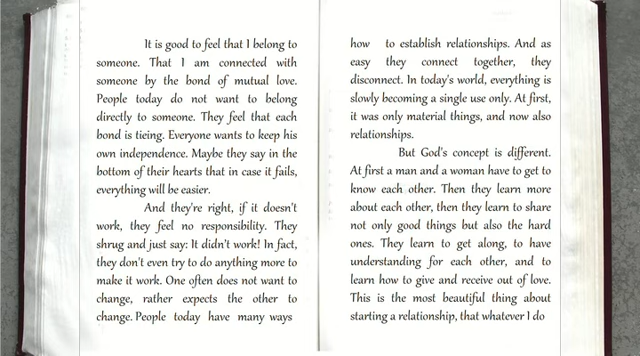 It is good to feel that I belong to
someone. That I am connected with
someone by the bond of mutual love.
People today do not want to belong
directly to someone. They feel that each
bond is tieing. Everyone wants to keep his
own independence. Maybe they say in the
bottom of their hearts that in case it fails,
everything will be easier.
And they're right, if it doesn't
work, they feel no responsibility. They
shrug and just say: It didn't work! In fact,
they don't even try to do anything more to
make it work. One often does not want to
change, rather expects the other to
change. People today have many ways
how to establish relationships. And as
easy they connect together, they
disconnect. In today's world, everything is
slowly becoming a single use only. At first,
it was only material things, and now also
relationships.
But God's concept is different.
At first a man and a woman have to get to
know each other. Then they learn more
about each other, then they learn to share
not only good things but also the hard
ones. They learn to get along, to have
understanding for each other, and to
learn how to give and receive out of love.
This is the most beautiful thing about
starting a relationship, that whatever I do